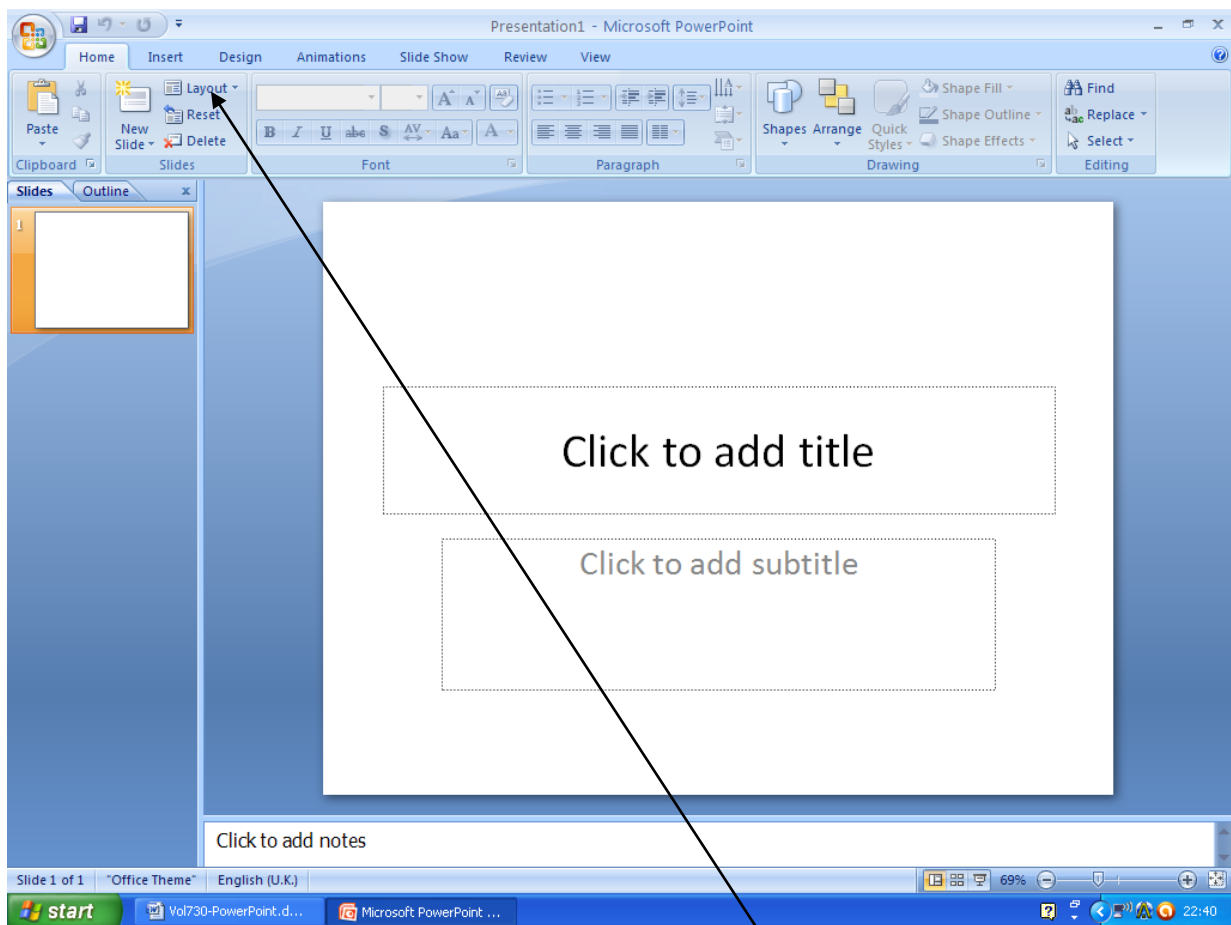 Presentation1 - Microsoft PowerPoint
Home Insert Design Animations Slide Show Review View
Paste
New Slide
Layout
Reset
Delete
B I U abe S AV Aa A
A A
Shapes Arrange Quick Styles
Shape Fill
Shape Outline
Shape Effects
Find
Replace
Select
Clipboard Slides Font Paragraph Drawing Editing
Slides Outline x
1
Click to add title
Click to add subtitle
Click to add notes
Slide 1 of 1 "Office Theme" English (U.K.) 69%
start Vol730-PowerPoint.d... Microsoft PowerPoint ... 22:40